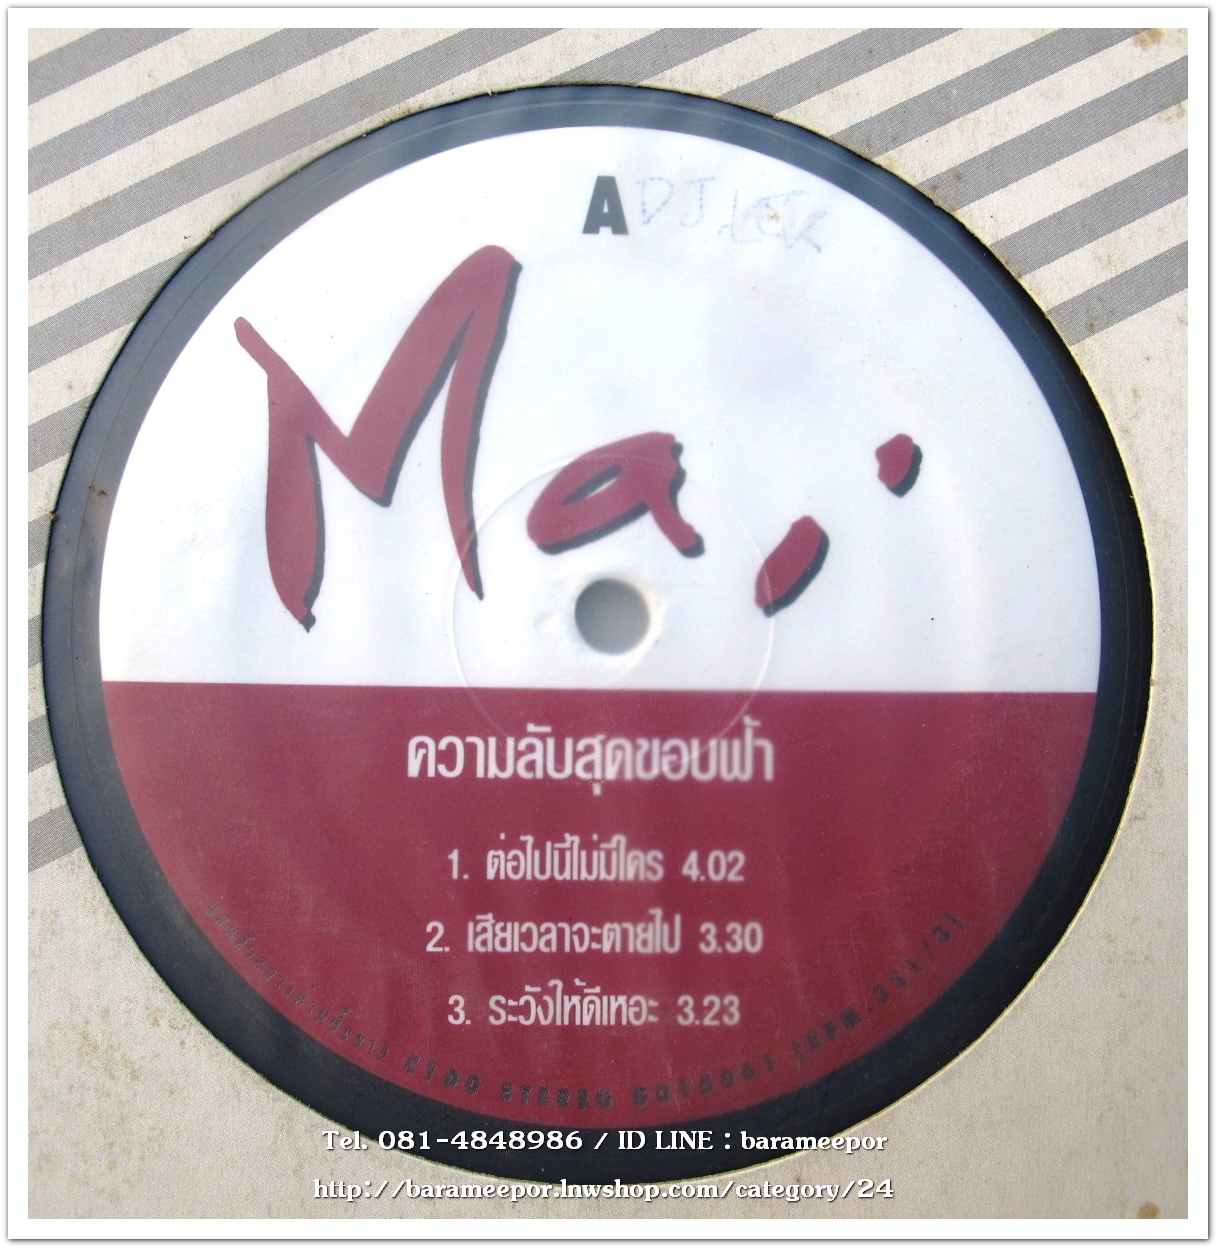 A DJ.LEK
Mai
ความลับสุดขอบฟ้า
1. ต่อไปนี้ไม่มีใคร 4.02
2. เสียเวลาจะตายไป 3.30
3. ระวังให้ดีเหอะ 3.23
STEREO
Tel. 081-4848986 / ID LINE : barameepor
http://barameepor.lnwshop.com/category/24